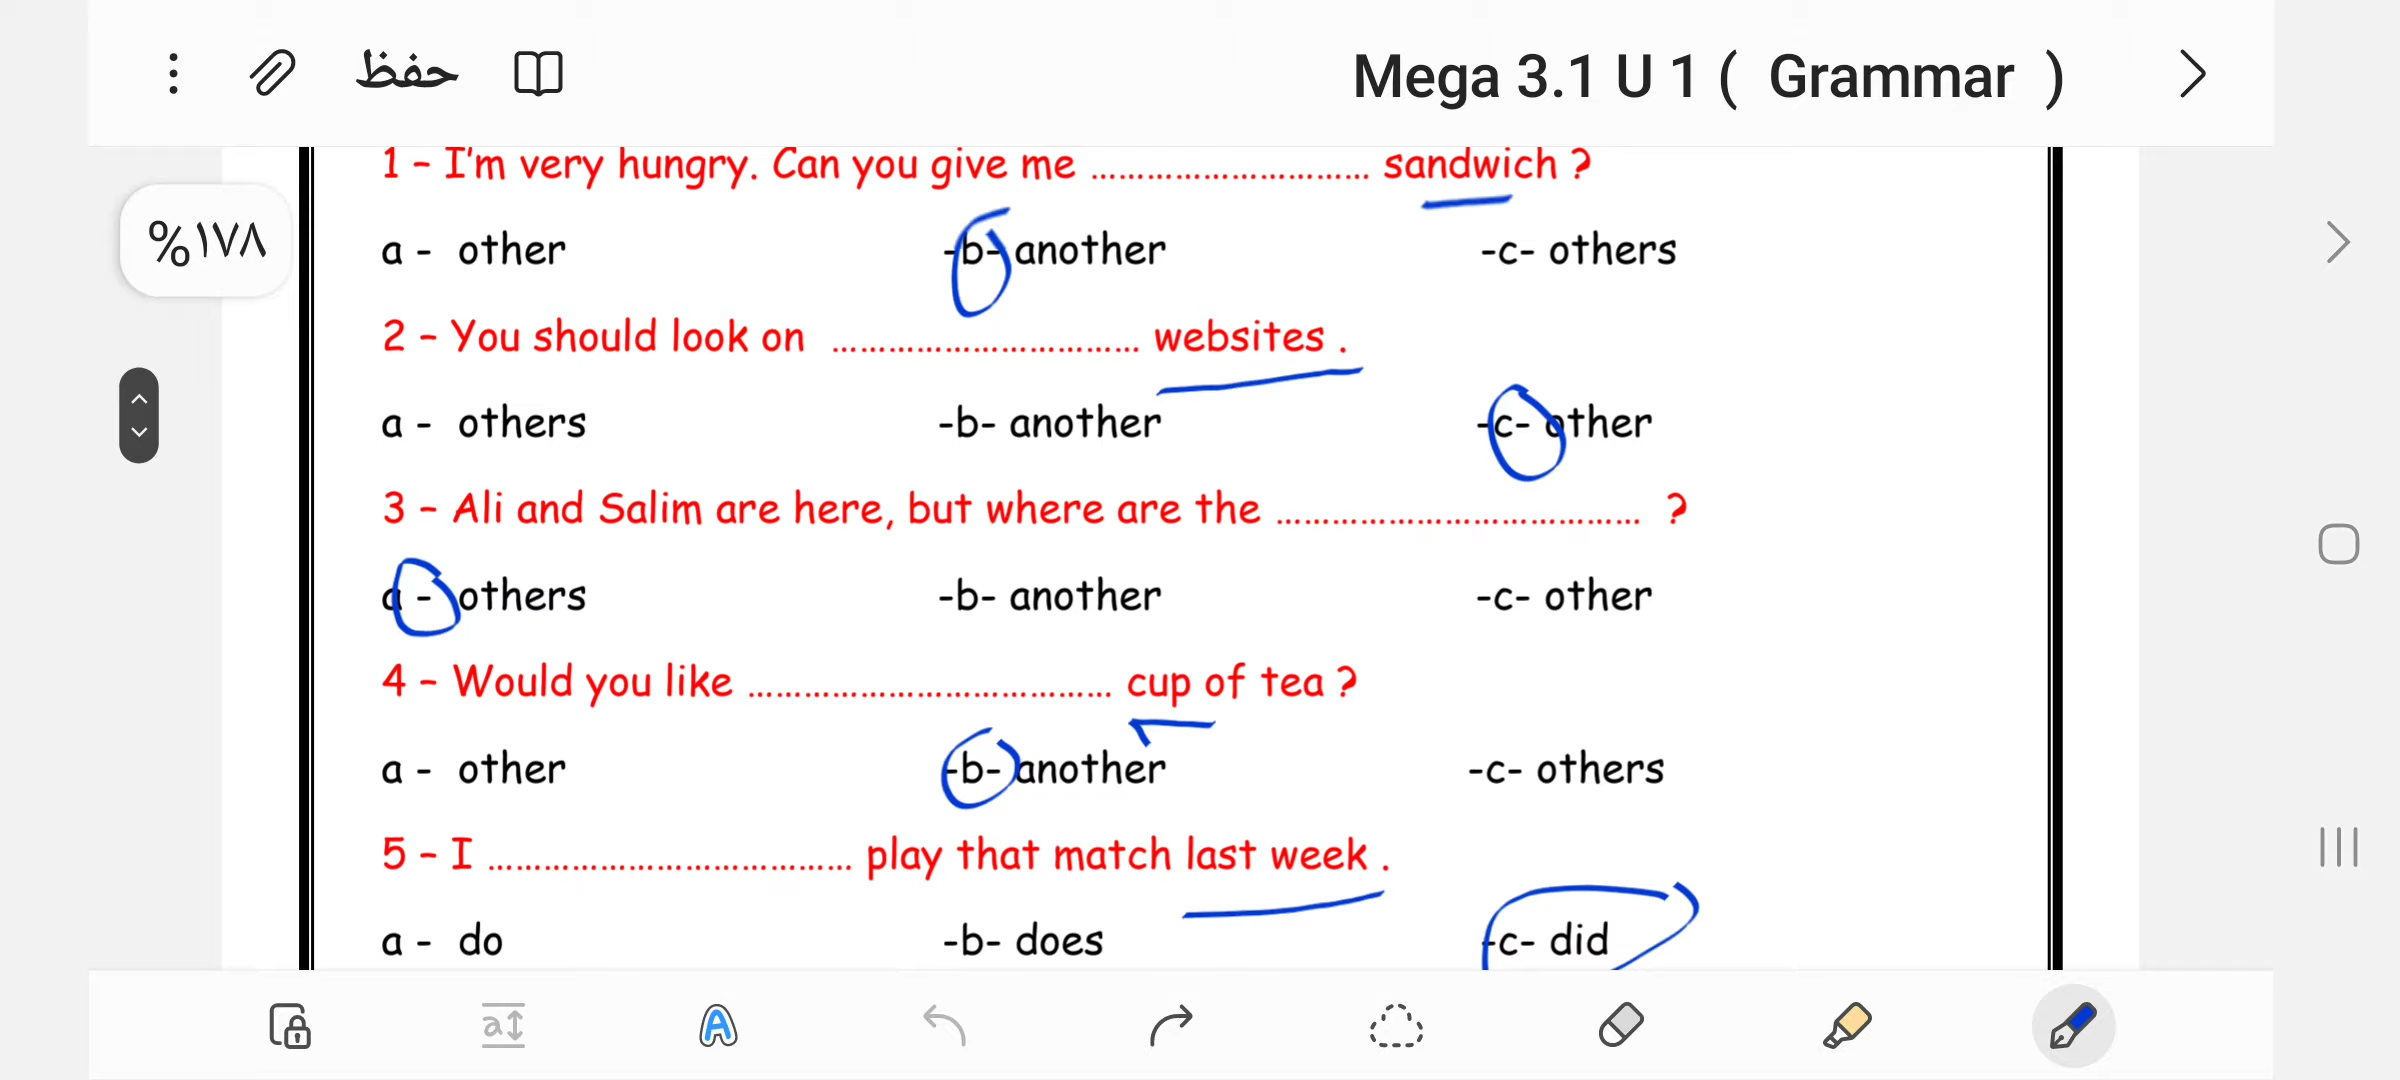 حفظ
Mega 3.1 U 1 ( Grammar )
%١٧٨
1 - I'm very hungry. Can you give me .............................. sandwich ?
a - other -b- another -c- others
2 - You should look on ................................. websites .
a - others -b- another -c- other
3 - Ali and Salim are here, but where are the ....................................... ?
a - others -b- another -c- other
4 - Would you like ....................................... cup of tea ?
a - other -b- another -c- others
5 - I ....................................... play that match last week .
a - do -b- does -c- did